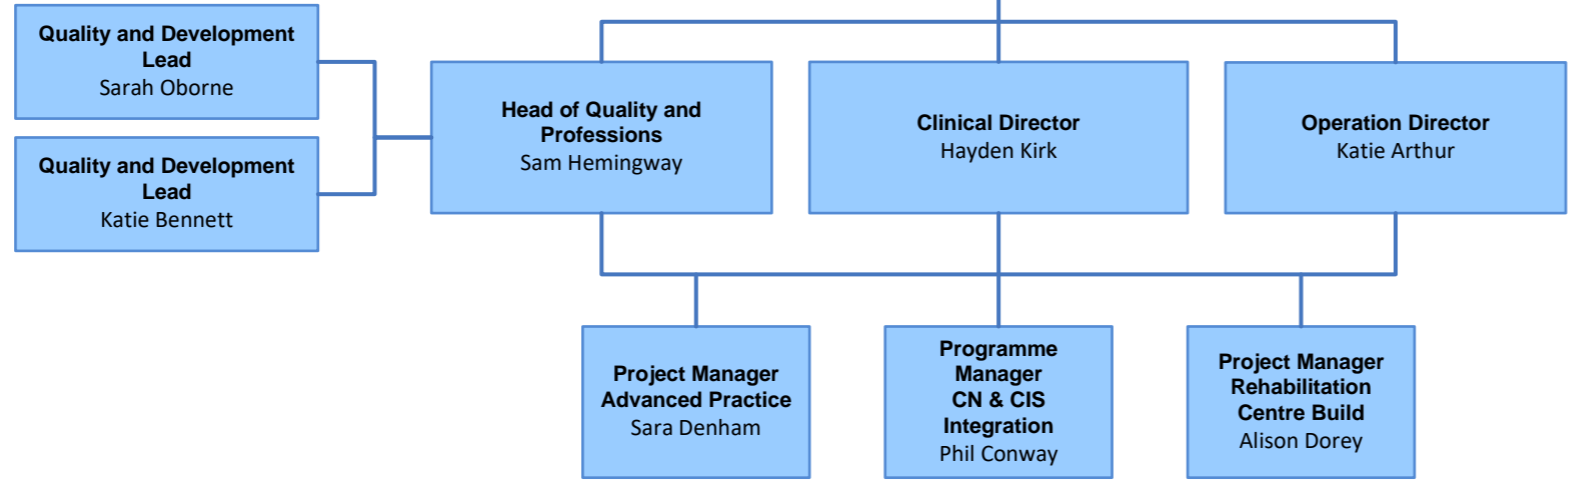 Quality and Development
Lead
Sarah Oborne
Quality and Development
Lead
Katie Bennett
Head of Quality and
Professions
Sam Hemingway
Clinical Director
Hayden Kirk
Operation Director
Katie Arthur
Project Manager
Advanced Practice
Sara Denham
Programme
Manager
CN & CIS
Integration
Phil Conway
Project Manager
Rehabilitation
Centre Build
Alison Dorey